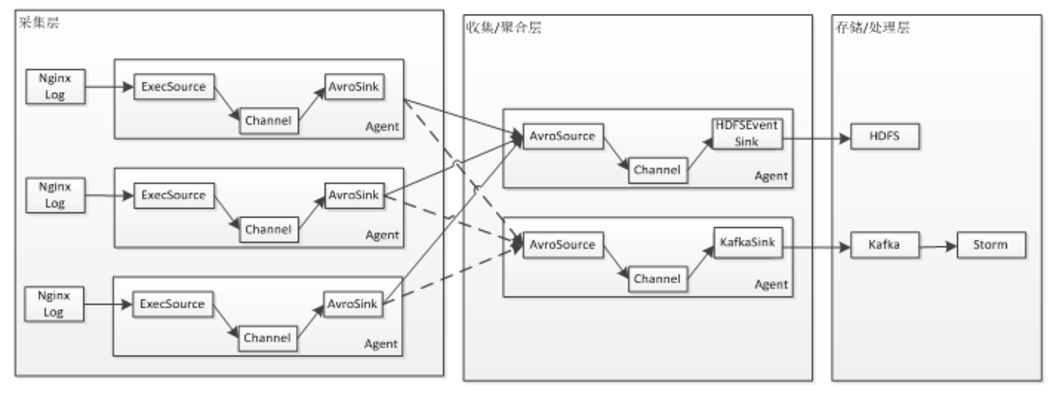 采集层
Nginx
Log
ExecSource
Channel
AvroSink
Agent
Nginx
Log
ExecSource
Channel
AvroSink
Agent
Nginx
Log
ExecSource
Channel
AvroSink
Agent
收集/聚合层
AvroSource
Channel
HDFSEvent
Sink
Agent
AvroSource
Channel
KafkaSink
Agent
存储/处理层
HDFS
Kafka
Storm